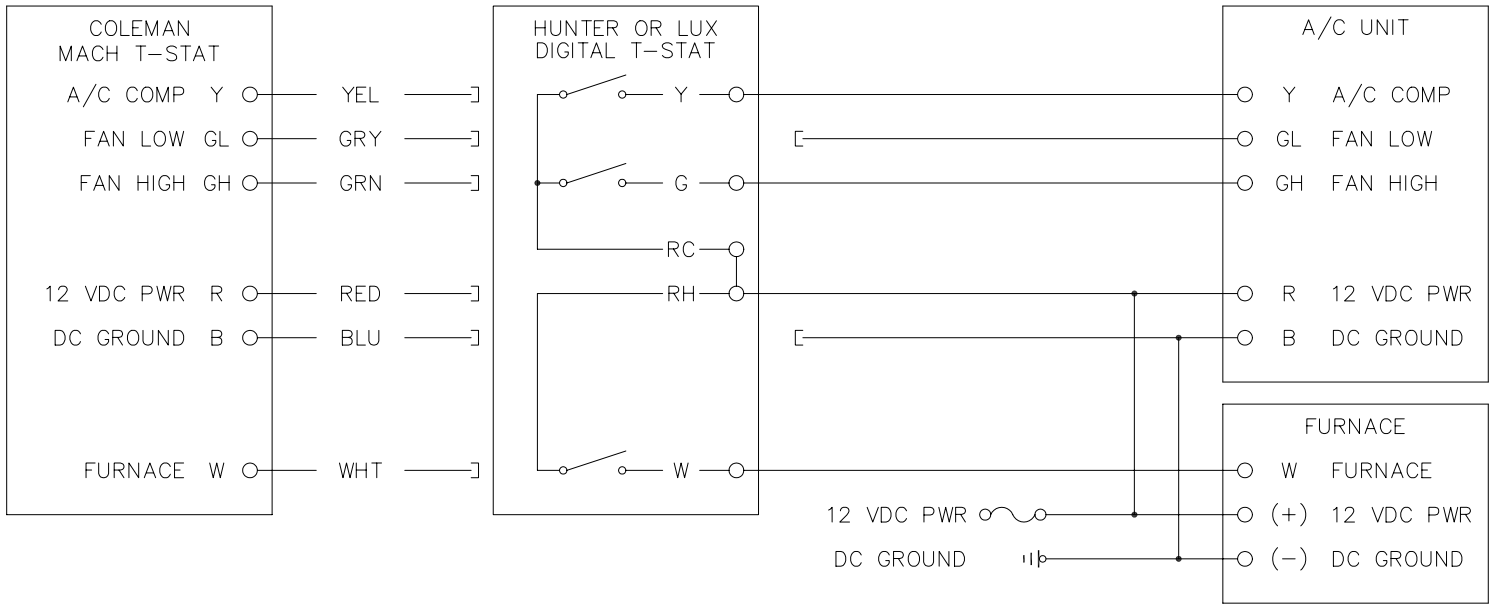 COLEMAN
MACH T-STAT
A/C COMP Y YEL
FAN LOW GL GRY
FAN HIGH GH GRN
12 VDC PWR R RED
DC GROUND B BLU
FURNACE W WHT
HUNTER OR LUX
DIGITAL T-STAT
Y
G
RC
RH
W
A/C UNIT
Y A/C COMP
GL FAN LOW
GH FAN HIGH
R 12 VDC PWR
B DC GROUND
FURNACE
W FURNACE
12 VDC PWR (+) 12 VDC PWR
DC GROUND (-) DC GROUND